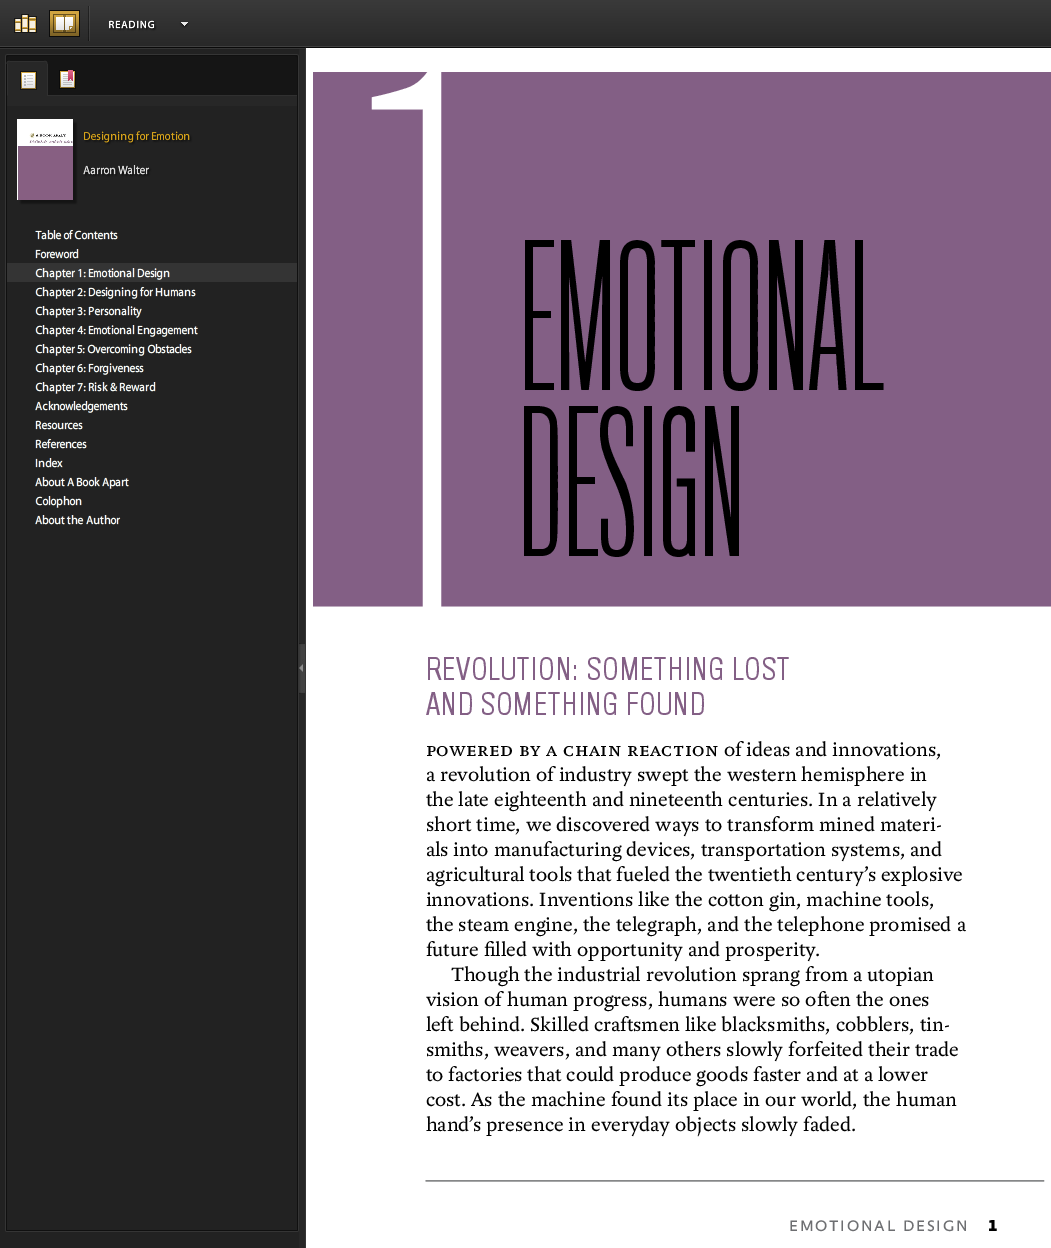 READING
Designing for Emotion
Aarron Walter
Table of Contents
Foreword
Chapter 1: Emotional Design
Chapter 2: Designing for Humans
Chapter 3: Personality
Chapter 4: Emotional Engagement
Chapter 5: Overcoming Obstacles
Chapter 6: Forgiveness
Chapter 7: Risk & Reward
Acknowledgements
Resources
References
Index
About A Book Apart
Colophon
About the Author
1
EMOTIONAL
DESIGN
REVOLUTION: SOMETHING LOST
AND SOMETHING FOUND
POWERED BY A CHAIN REACTION of ideas and innovations,
a revolution of industry swept the western hemisphere in
the late eighteenth and nineteenth centuries. In a relatively
short time, we discovered ways to transform mined materi-
als into manufacturing devices, transportation systems, and
agricultural tools that fueled the twentieth century’s explosive
innovations. Inventions like the cotton gin, machine tools,
the steam engine, the telegraph, and the telephone promised a
future filled with opportunity and prosperity.
Though the industrial revolution sprang from a utopian
vision of human progress, humans were so often the ones
left behind. Skilled craftsmen like blacksmiths, cobblers, tin-
smiths, weavers, and many others slowly forfeited their trade
to factories that could produce goods faster and at a lower
cost. As the machine found its place in our world, the human
hand’s presence in everyday objects slowly faded.
EMOTIONAL DESIGN 1